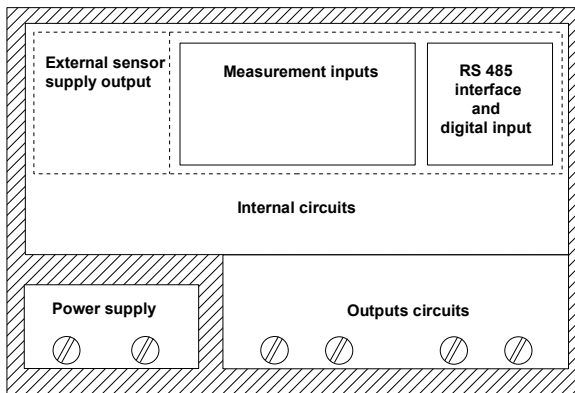 External sensor
supply output
Measurement inputs
RS 485
interface
and
digital input
Internal circuits
Power supply
Outputs circuits